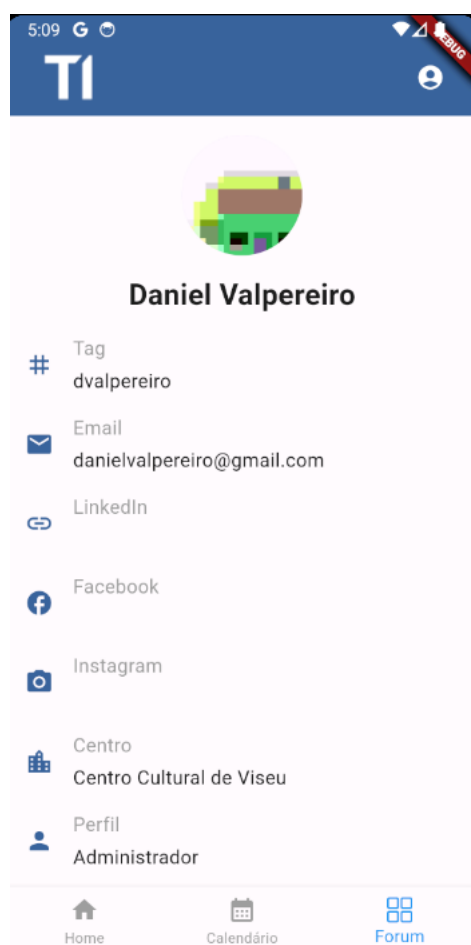 5:09 G
DEBUG
TI
Daniel Valpereiro
Tag
dvalpereiro
Email
danielvalpereiro@gmail.com
LinkedIn
Facebook
Instagram
Centro
Centro Cultural de Viseu
Perfil
Administrador
Home
Calendário
Forum